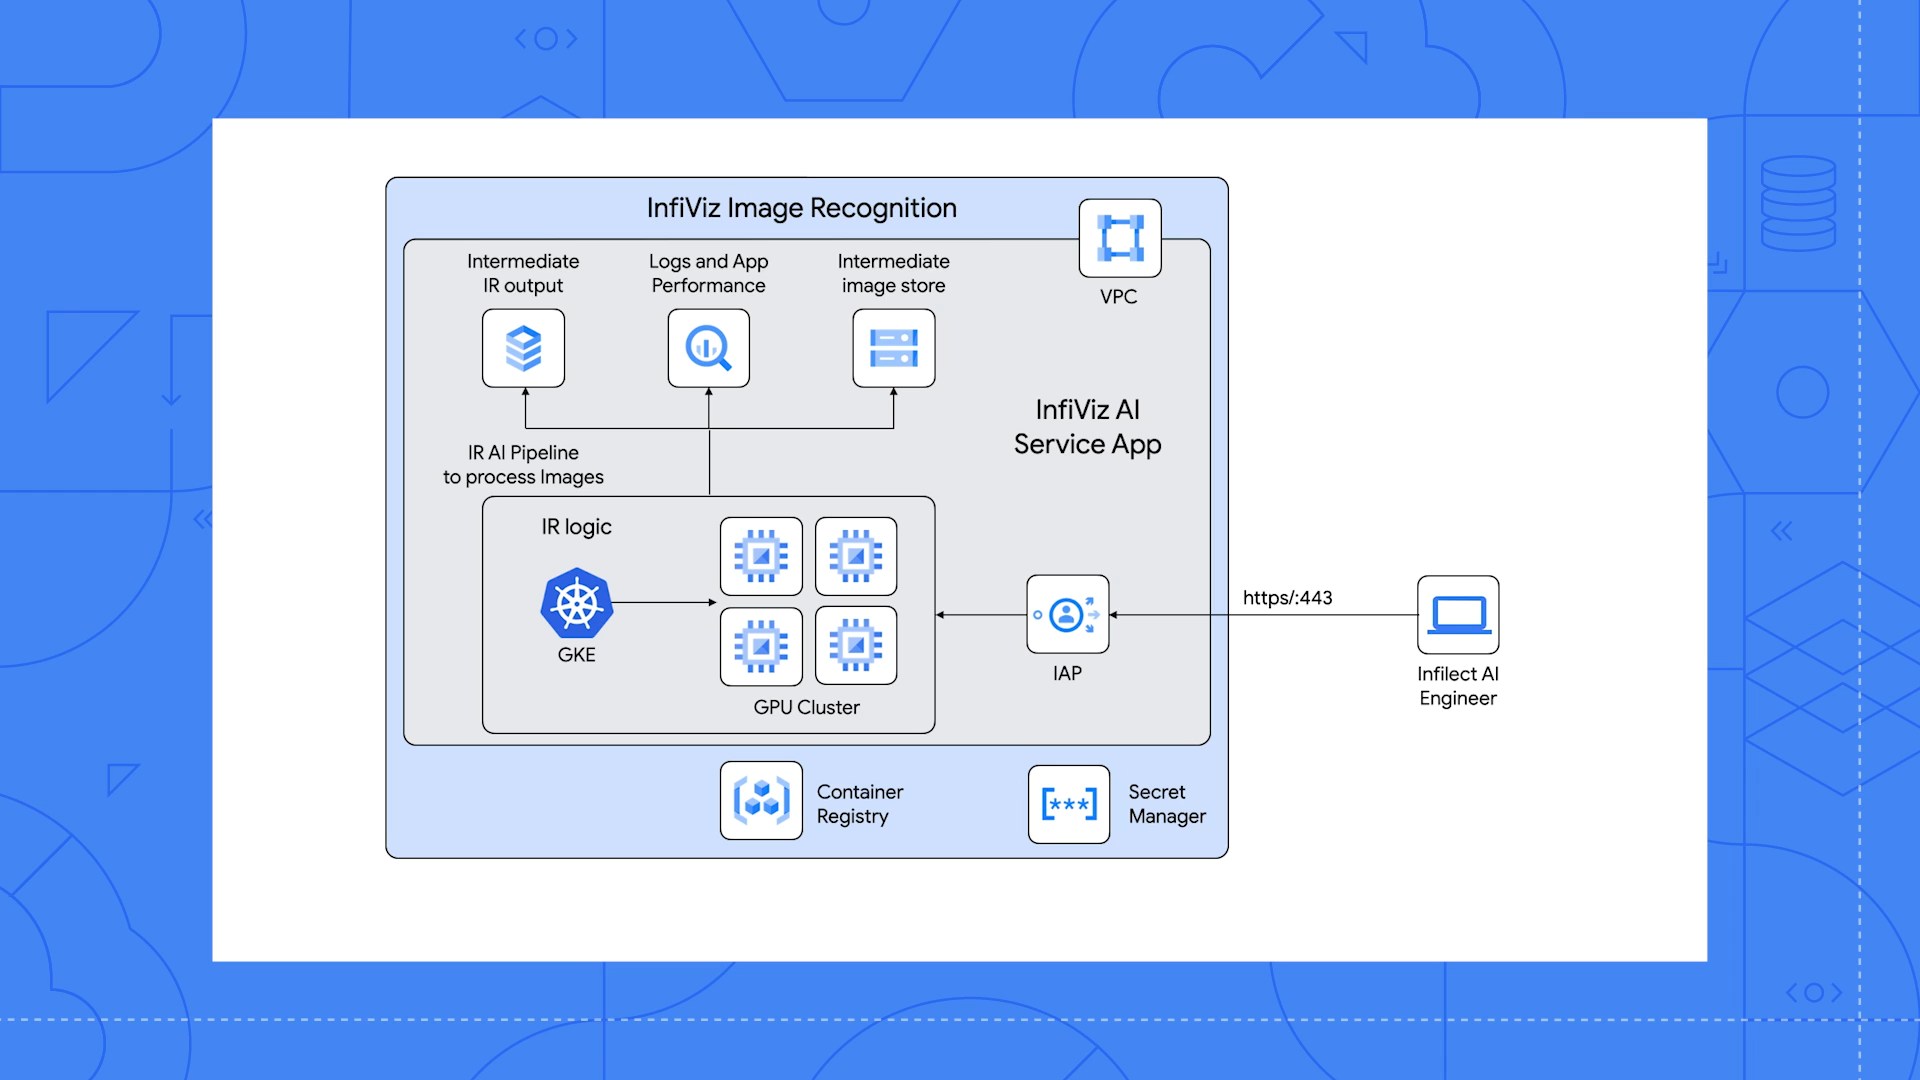 InfiViz Image Recognition
VPC
Intermediate
IR output
Logs and App
Performance
Intermediate
image store
InfiViz AI
Service App
IR AI Pipeline
to process Images
IR logic
GKE
GPU Cluster
IAP
https/:443
Infilect AI
Engineer
Container
Registry
[***]
Secret
Manager